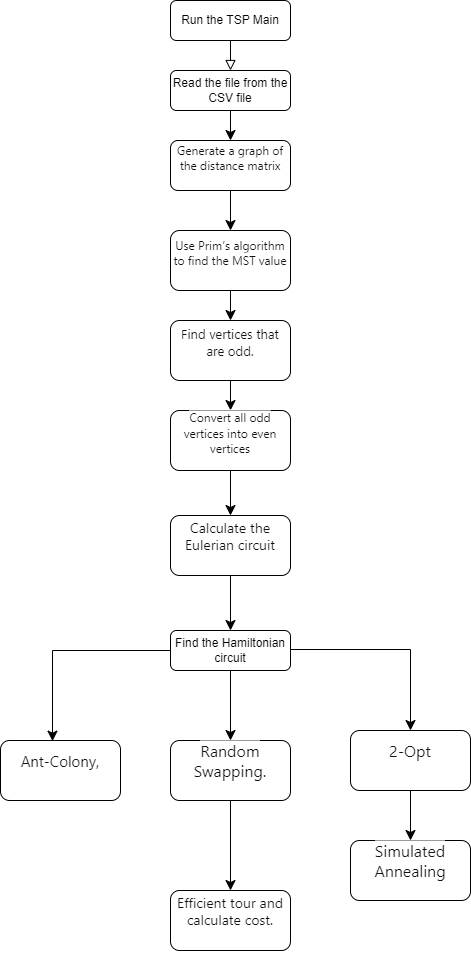 Run the TSP Main
Read the file from the
CSV file
Generate a graph of
the distance matrix
Use Prim's algorithm
to find the MST value
Find vertices that
are odd.
Convert all odd
vertices into even
vertices
Calculate the
Eulerian circuit
Find the Hamiltonian
circuit
Ant-Colony,
Random
Swapping.
2-Opt
Simulated
Annealing
Efficient tour and
calculate cost.